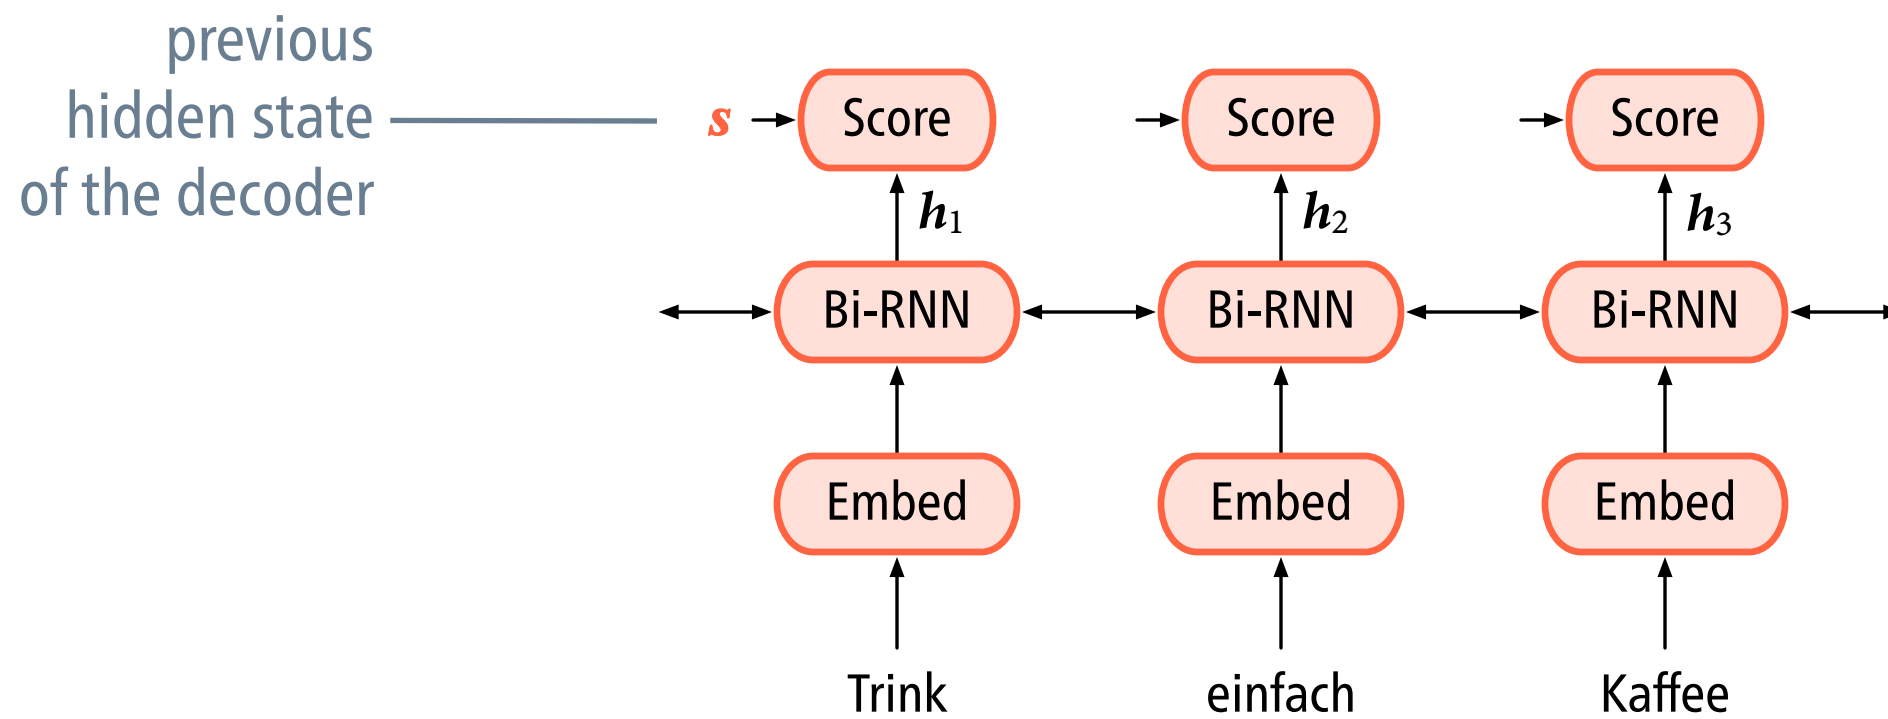 previous
hidden state
of the decoder
s
Score
Score
Score
h1
h2
h3
Bi-RNN
Bi-RNN
Bi-RNN
Embed
Embed
Embed
Trink
einfach
Kaffee